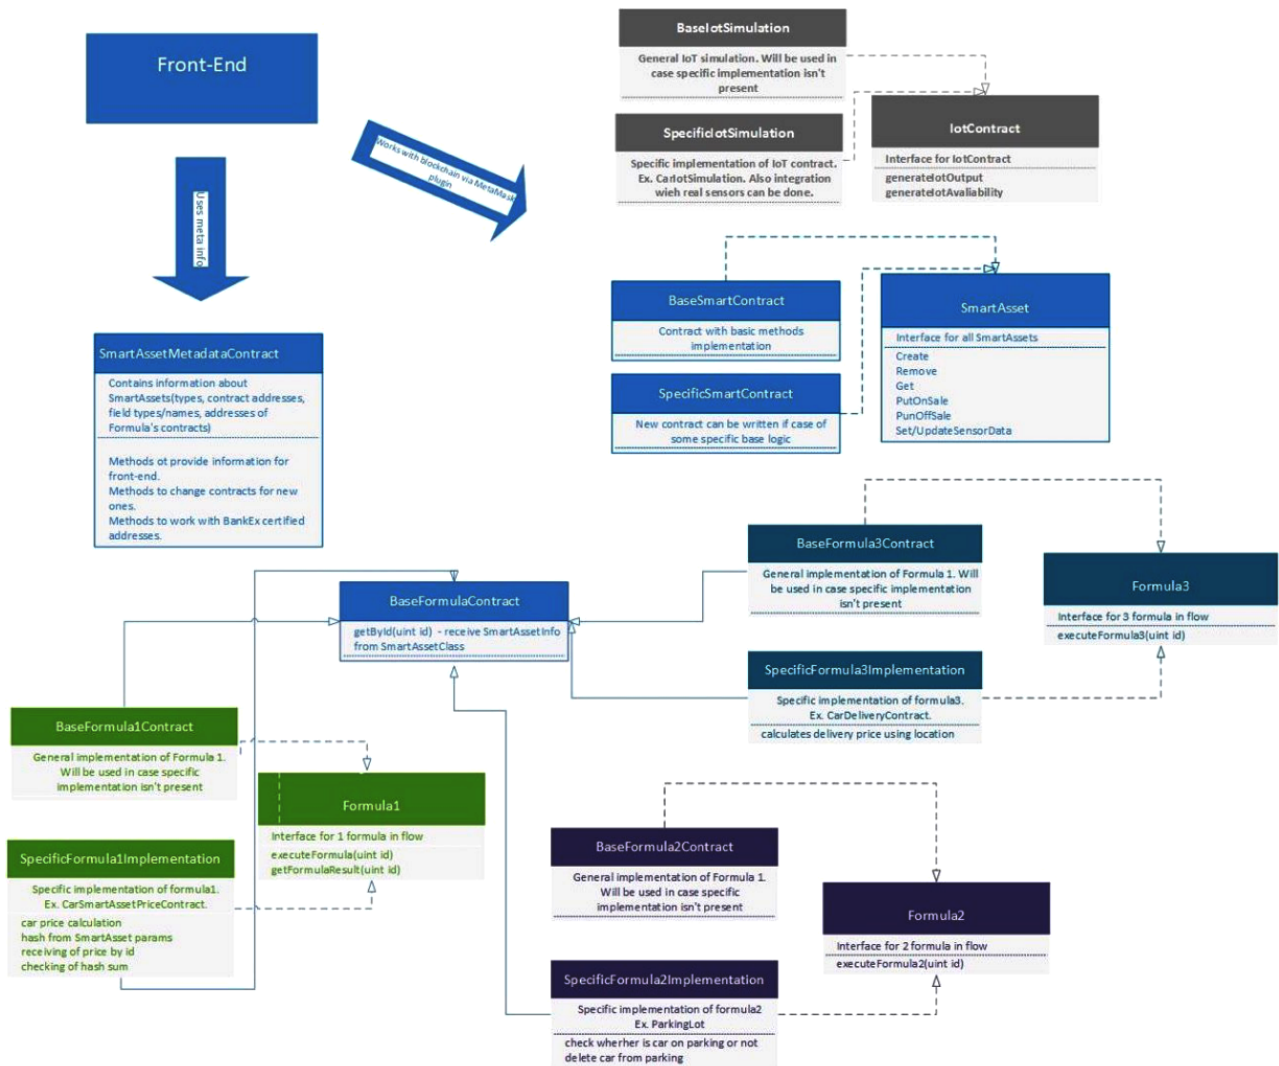 Front-End
Works with blockchain via MetaMask
plugin
Uses meta info
BaseIotSimulation
General IoT simulation. Will be used in
case specific implementation isn't
present
SpecificIotSimulation
Specific implementation of IoT contract.
Ex. CarIotSimulation. Also integration
wieh real sensors can be done.
IotContract
Interface for IotContract
generateIotOutput
generateIotAvaliability
BaseSmartContract
Contract with basic methods
implementation
SpecificSmartContract
New contract can be written if case of
some specific base logic
SmartAsset
Interface for all SmartAssets
Create
Remove
Get
PutOnSale
PunOffSale
Set/UpdateSensorData
SmartAssetMetadataContract
Contains information about
SmartAssets(types, contract addresses,
field types/names, addresses of
Formula's contracts)
Methods ot provide information for
front-end.
Methods to change contracts for new
ones.
Methods to work with BankEx certified
addresses.
BaseFormulaContract
getById(uint id) - receive SmartAssetInfo
from SmartAssetClass
BaseFormula3Contract
General implementation of Formula 1. Will
be used in case specific implementation
isn't present
SpecificFormula3Implementation
Specific implementation of formula3.
Ex. CarDeliveryContract.
calculates delivery price using location
Formula3
Interface for 3 formula in flow
executeFormula3(uint id)
BaseFormula1Contract
General implementation of Formula 1.
Will be used in case specific
implementation isn't present
SpecificFormula1Implementation
Specific implementation of formula1.
Ex. CarSmartAssetPriceContract.
car price calculation
hash from SmartAsset params
receiving of price by id
checking of hash sum
Formula1
Interface for 1 formula in flow
executeFormula(uint id)
getFormulaResult(uint id)
BaseFormula2Contract
General implementation of Formula 1.
Will be used in case specific
implementation isn't present
SpecificFormula2Implementation
Specific implementation of formula2
Ex. ParkingLot
check wherher is car on parking or not
delete car from parking
Formula2
Interface for 2 formula in flow
executeFormula2(uint id)